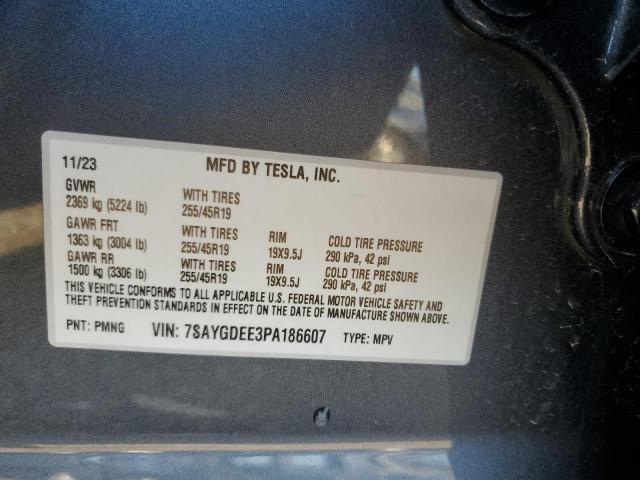 11/23 MFD BY TESLA, INC.
GVWR
2369 kg (5224 lb) WITH TIRES 255/45R19
GAWR FRT
1363 kg (3004 lb) WITH TIRES 255/45R19 RIM 19X9.5J COLD TIRE PRESSURE 290 kPa, 42 psi
GAWR RR
1500 kg (3306 lb) WITH TIRES 255/45R19 RIM 19X9.5J COLD TIRE PRESSURE 290 kPa, 42 psi
THIS VEHICLE CONFORMS TO ALL APPLICABLE U.S. FEDERAL MOTOR VEHICLE SAFETY AND
THEFT PREVENTION STANDARDS IN EFFECT ON THE DATE OF MANUFACTURE SHOWN ABOVE.
PNT: PMNG VIN: 7SAYGDEE3PA186607 TYPE: MPV